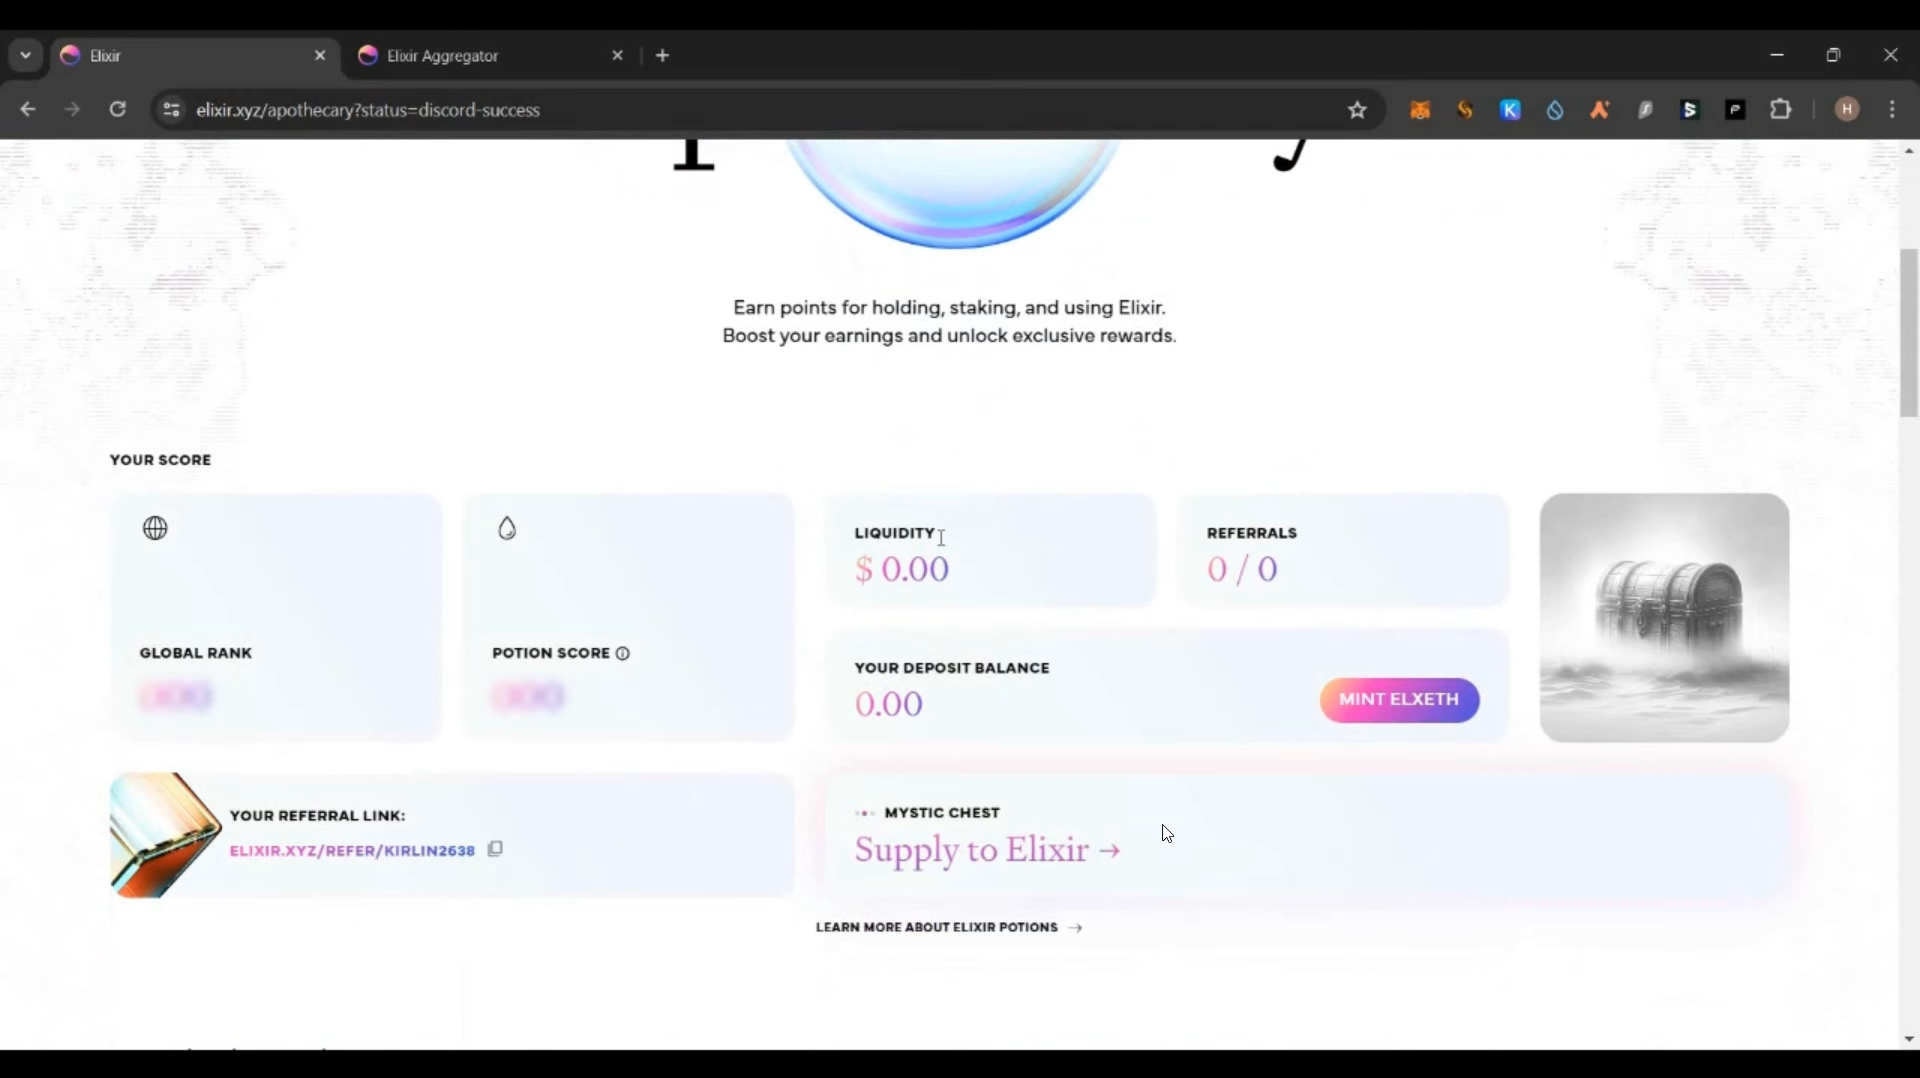 Elixir
Elixir Aggregator
elixir.xyz/apothecary?status=discord-success
H
Earn points for holding, staking, and using Elixir.
Boost your earnings and unlock exclusive rewards.
YOUR SCORE
LIQUIDITY
$ 0.00
REFERRALS
0 / 0
GLOBAL RANK
POTION SCORE
YOUR DEPOSIT BALANCE
0.00
MINT ELXETH
YOUR REFERRAL LINK:
ELIXIR.XYZ/REFER/KIRLIN2638
MYSTIC CHEST
Supply to Elixir →
LEARN MORE ABOUT ELIXIR POTIONS →